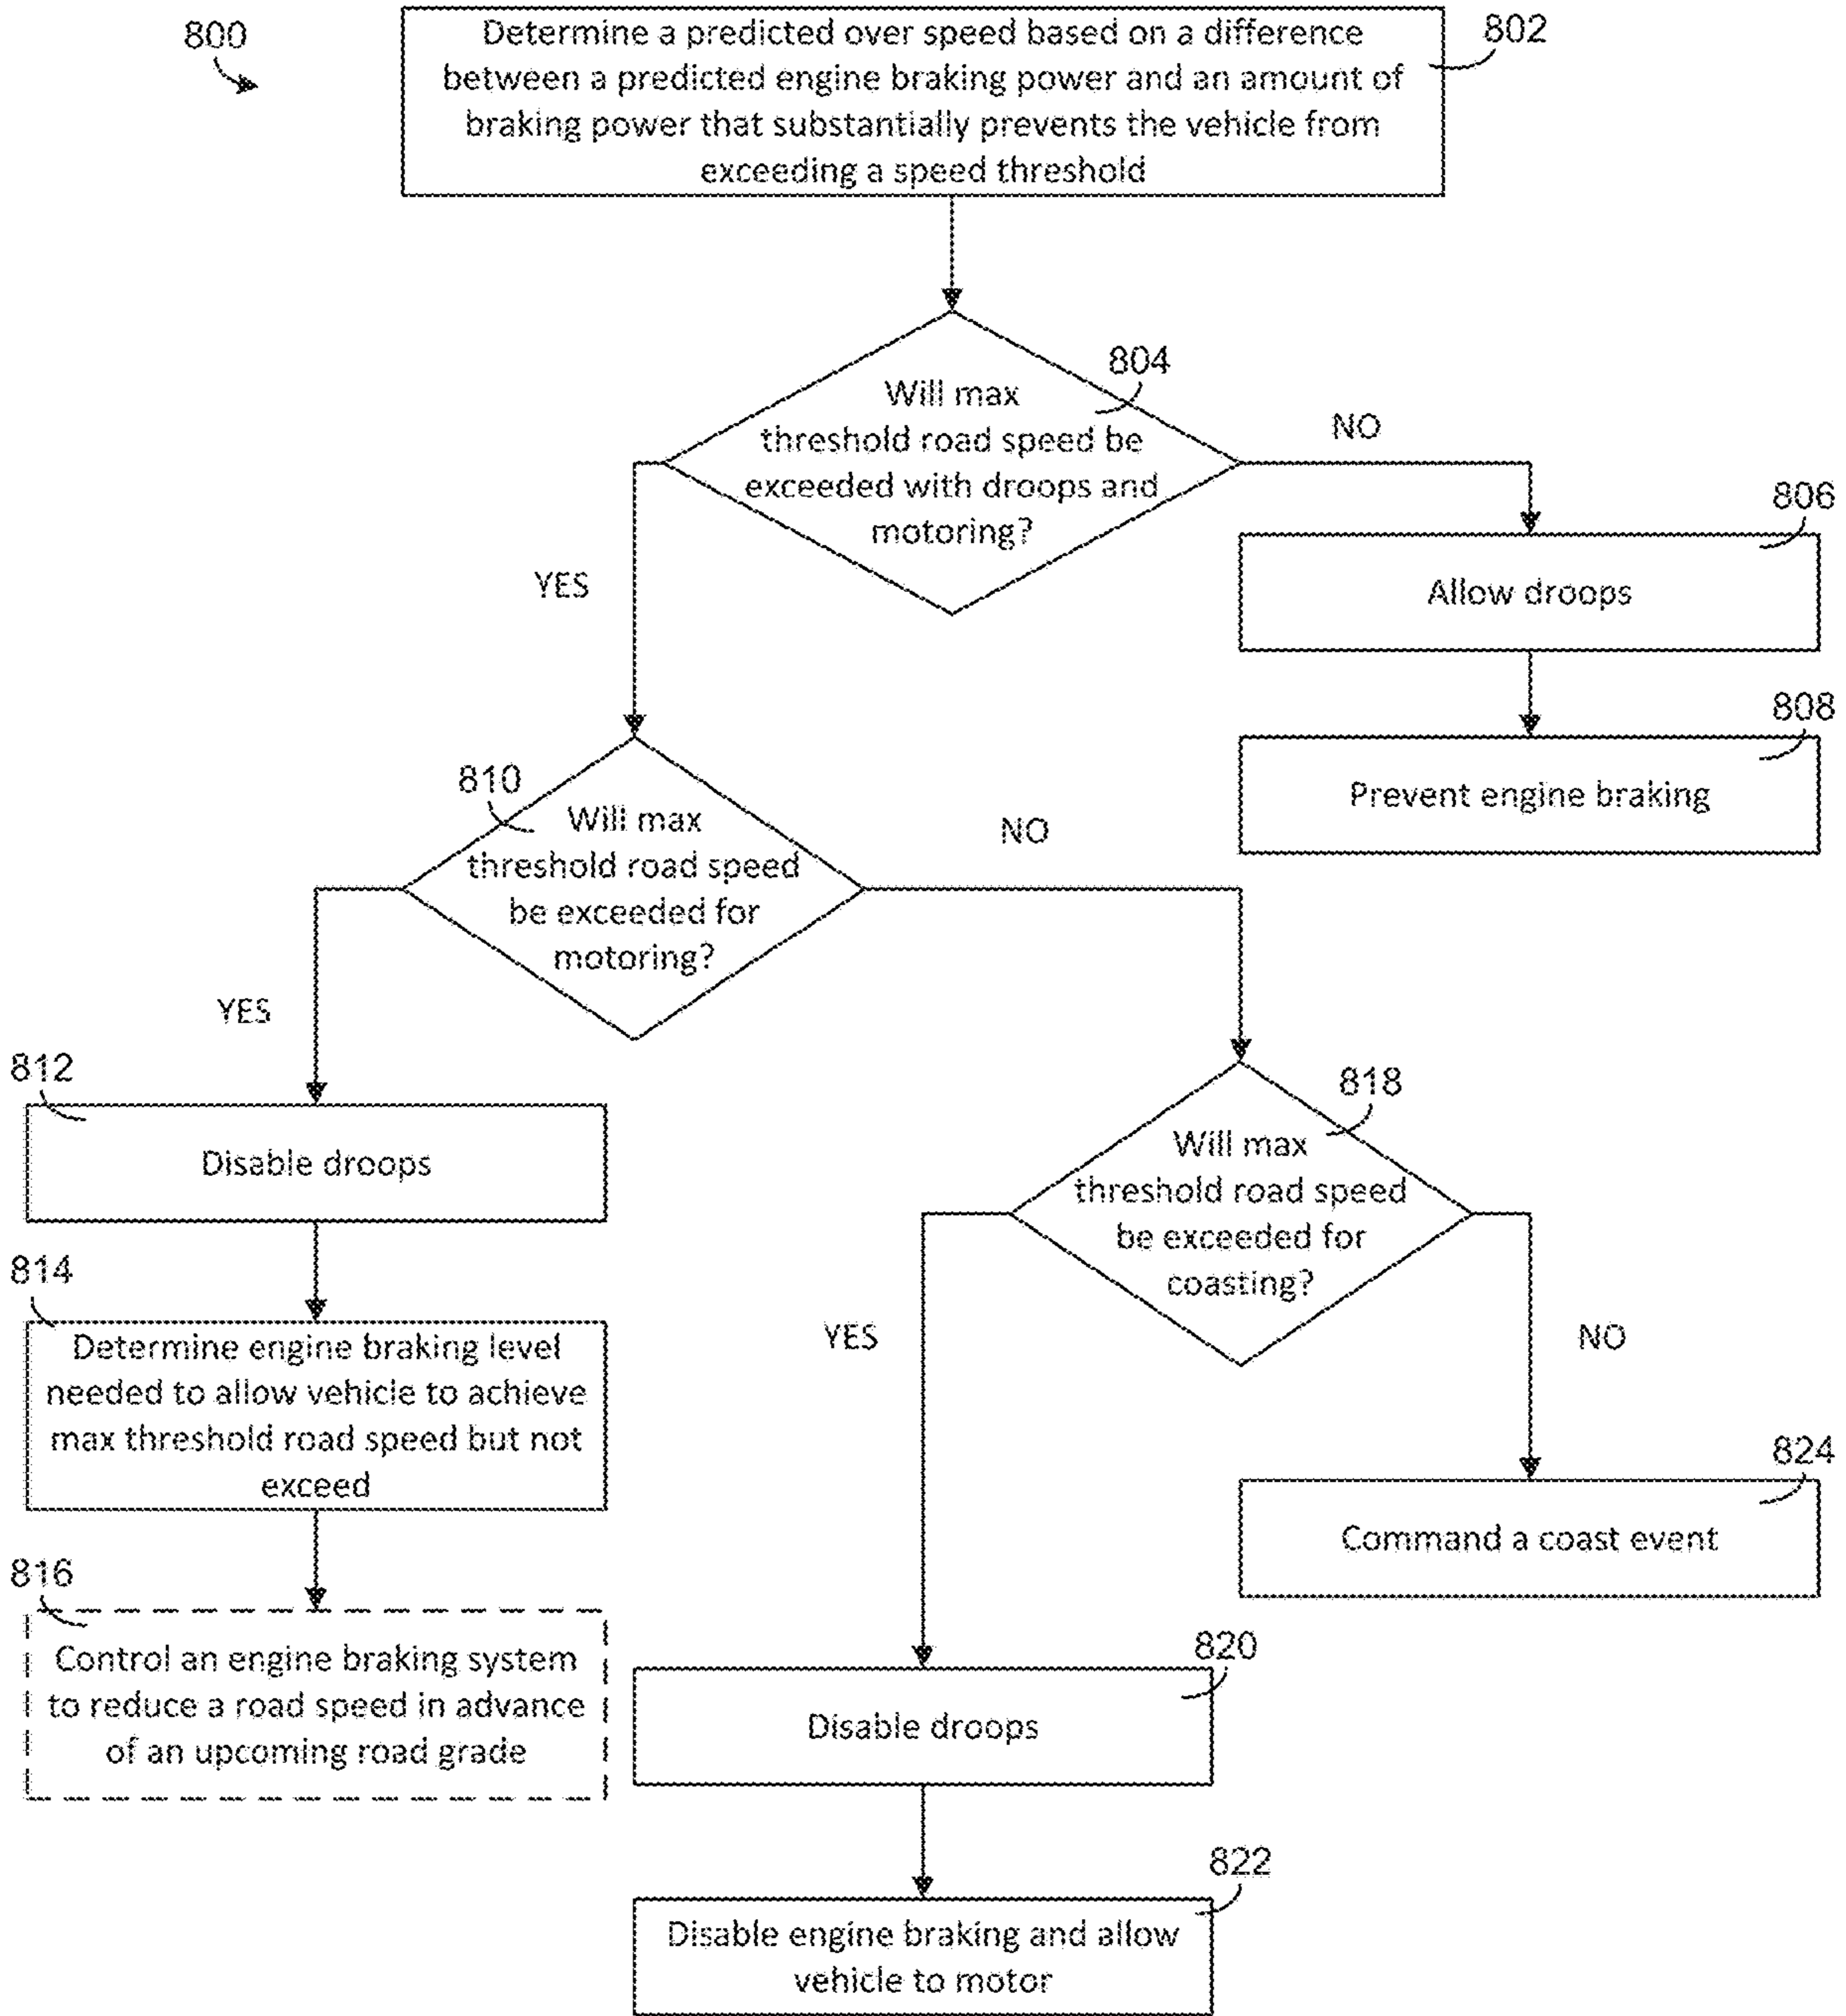 800
Determine a predicted over speed based on a difference
between a predicted engine braking power and an amount of
braking power that substantially prevents the vehicle from
exceeding a speed threshold
802
804
Will max
threshold road speed be
exceeded with droops and
motoring?
NO
YES
806
Allow droops
808
Prevent engine braking
810
Will max
threshold road speed
be exceeded for
motoring?
NO
YES
812
Disable droops
814
Determine engine braking level
needed to allow vehicle to achieve
max threshold road speed but not
exceed
816
Control an engine braking system
to reduce a road speed in advance
of an upcoming road grade
818
Will max
threshold road speed
be exceeded for
coasting?
YES
NO
824
Command a coast event
820
Disable droops
822
Disable engine braking and allow
vehicle to motor